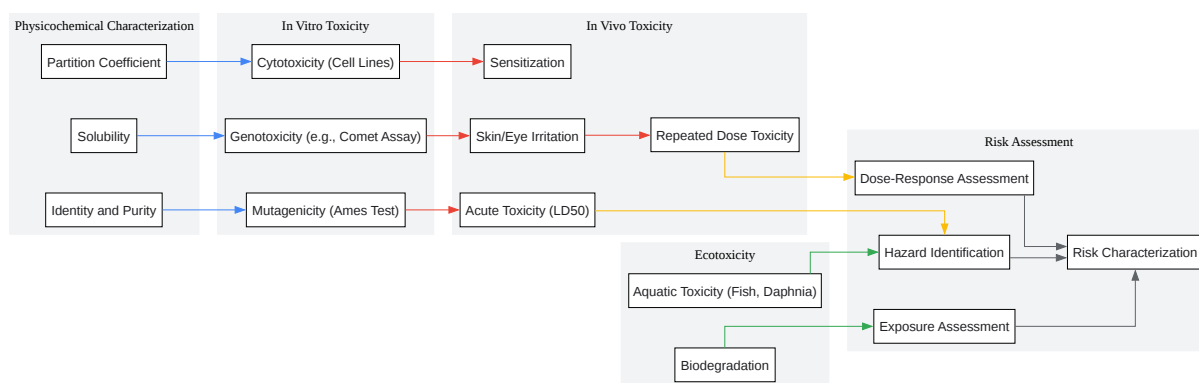 Physicochemical Characterization
Partition Coefficient
Solubility
Identity and Purity
In Vitro Toxicity
Cytotoxicity (Cell Lines)
Genotoxicity (e.g., Comet Assay)
Mutagenicity (Ames Test)
In Vivo Toxicity
Sensitization
Skin/Eye Irritation
Repeated Dose Toxicity
Acute Toxicity (LD50)
Ecotoxicity
Aquatic Toxicity (Fish, Daphnia)
Biodegradation
Risk Assessment
Dose-Response Assessment
Hazard Identification
Risk Characterization
Exposure Assessment